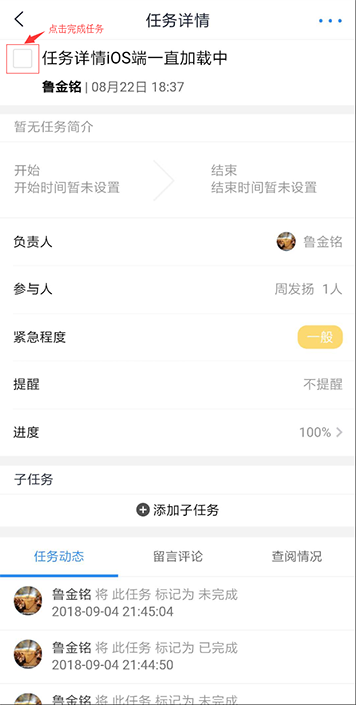 任务详情
点击完成任务
任务详情iOS端一直加载中
鲁金铭 | 08月22日 18:37
暂无任务简介
开始
开始时间暂未设置
结束
结束时间暂未设置
负责人 鲁金铭
参与人 周发扬 1人
紧急程度 一般
提醒 不提醒
进度 100%
子任务
添加子任务
任务动态 留言评论 查阅情况
鲁金铭 将 此任务 标记为 未完成
2018-09-04 21:45:04
鲁金铭 将 此任务 标记为 已完成
2018-09-04 21:44:50
鲁金铭 将 此任务 标记为 未完成